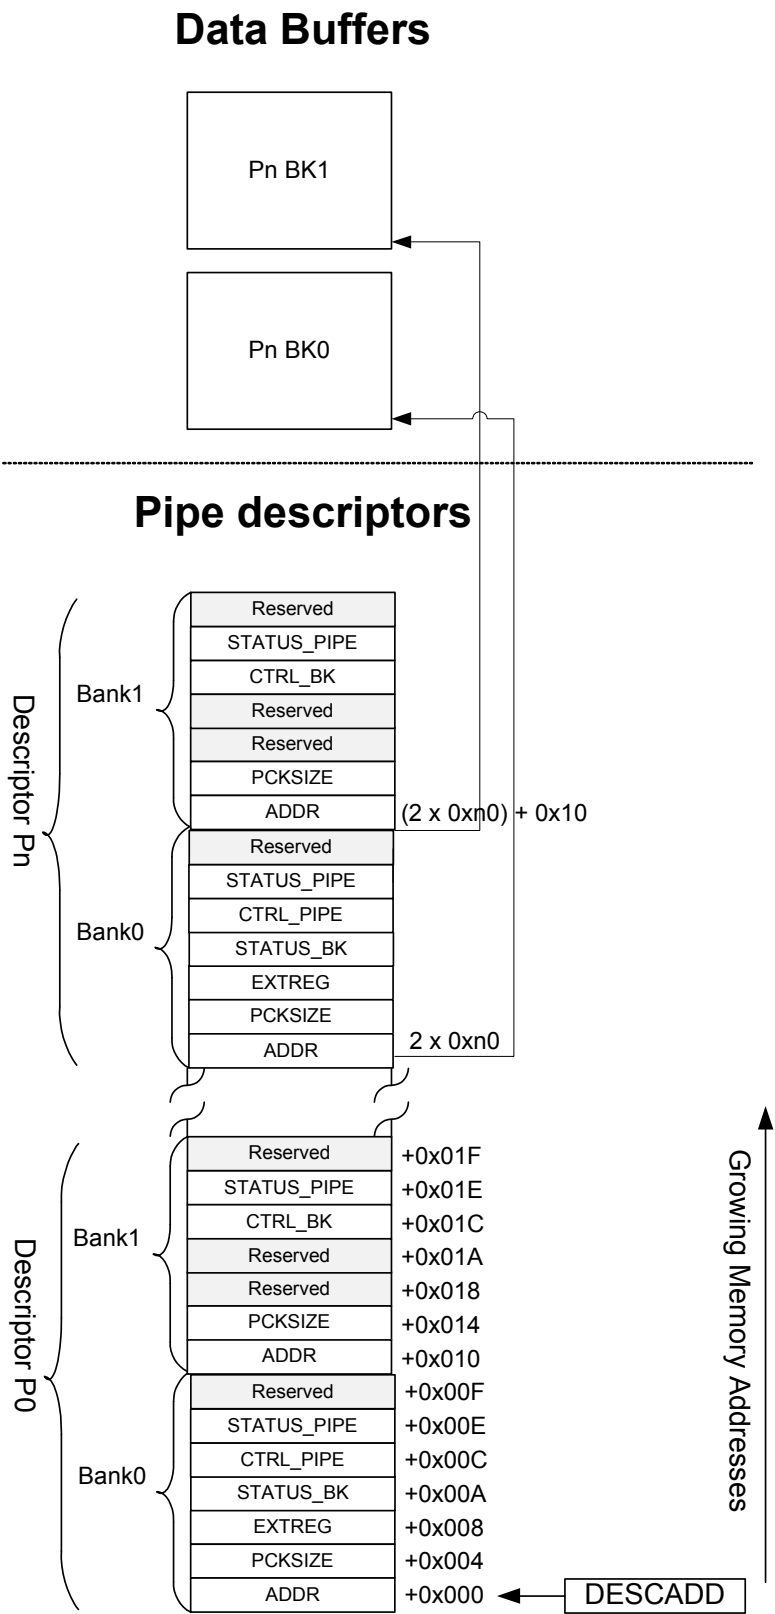 Data Buffers
Pn BK1
Pn BK0
Pipe descriptors
Descriptor Pn
Bank1
Reserved
STATUS_PIPE
CTRL_BK
Reserved
Reserved
PCKSIZE
ADDR (2 x 0xn0) + 0x10
Bank0
Reserved
STATUS_PIPE
CTRL_PIPE
STATUS_BK
EXTREG
PCKSIZE
ADDR 2 x 0xn0
Descriptor P0
Bank1
Reserved +0x01F
STATUS_PIPE +0x01E
CTRL_BK +0x01C
Reserved +0x01A
Reserved +0x018
PCKSIZE +0x014
ADDR +0x010
Bank0
Reserved +0x00F
STATUS_PIPE +0x00E
CTRL_PIPE +0x00C
STATUS_BK +0x00A
EXTREG +0x008
PCKSIZE +0x004
ADDR +0x000
DESCADD
Growing Memory Addresses